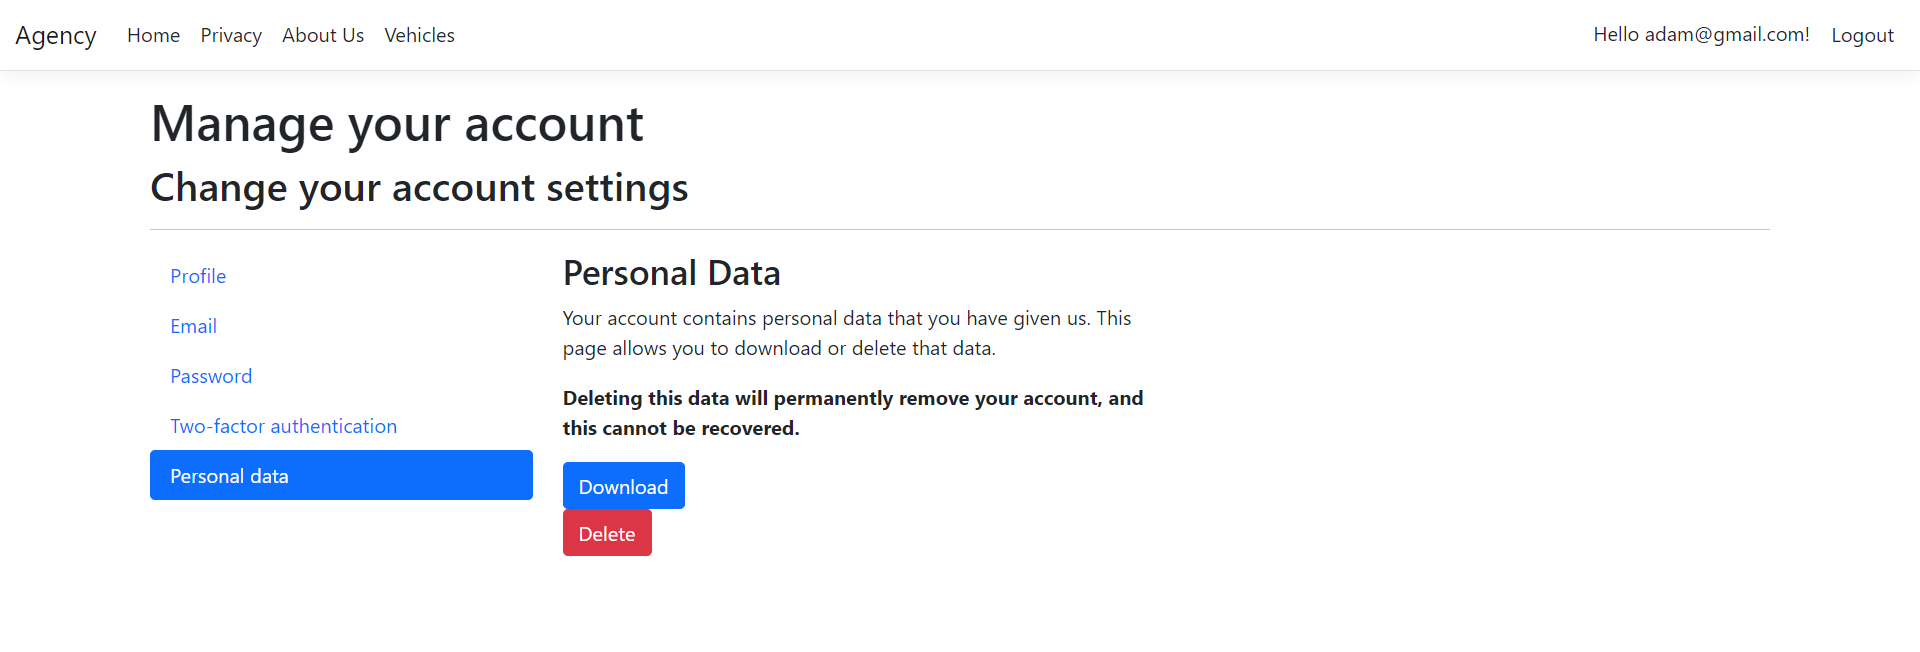 Agency Home Privacy About Us Vehicles Hello adam@gmail.com! Logout
Manage your account
Change your account settings
Profile
Email
Password
Two-factor authentication
Personal data
Personal Data
Your account contains personal data that you have given us. This
page allows you to download or delete that data.
Deleting this data will permanently remove your account, and
this cannot be recovered.
Download
Delete